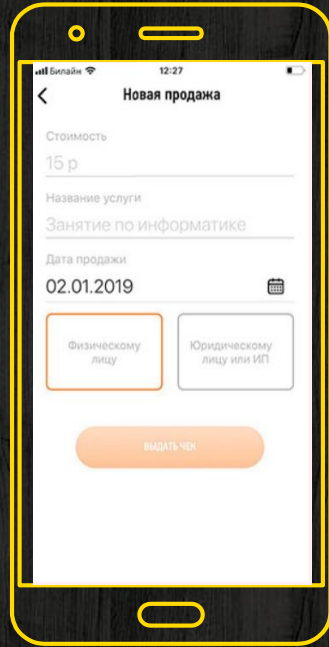 Билайн 12:27
Новая продажа
Стоимость
15 р
Название услуги
Занятие по информатике
Дата продажи
02.01.2019
Физическому
лицу
Юридическому
лицу или ИП
ВЫДАТЬ ЧЕК